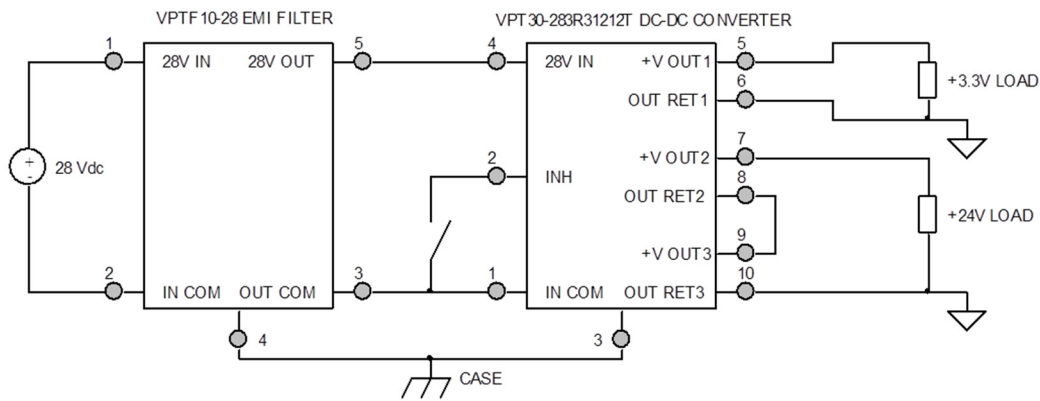 VPTF10-28 EMI FILTER
VPT30-283R31212T DC-DC CONVERTER
1
28V IN
28V OUT
5
4
28V IN
+V OUT1
5
+3.3V LOAD
OUT RET1
6
28 Vdc
+
-
2
INH
+V OUT2
7
OUT RET2
8
+24V LOAD
+V OUT3
9
2
IN COM
OUT COM
3
1
IN COM
OUT RET3
10
4
3
CASE